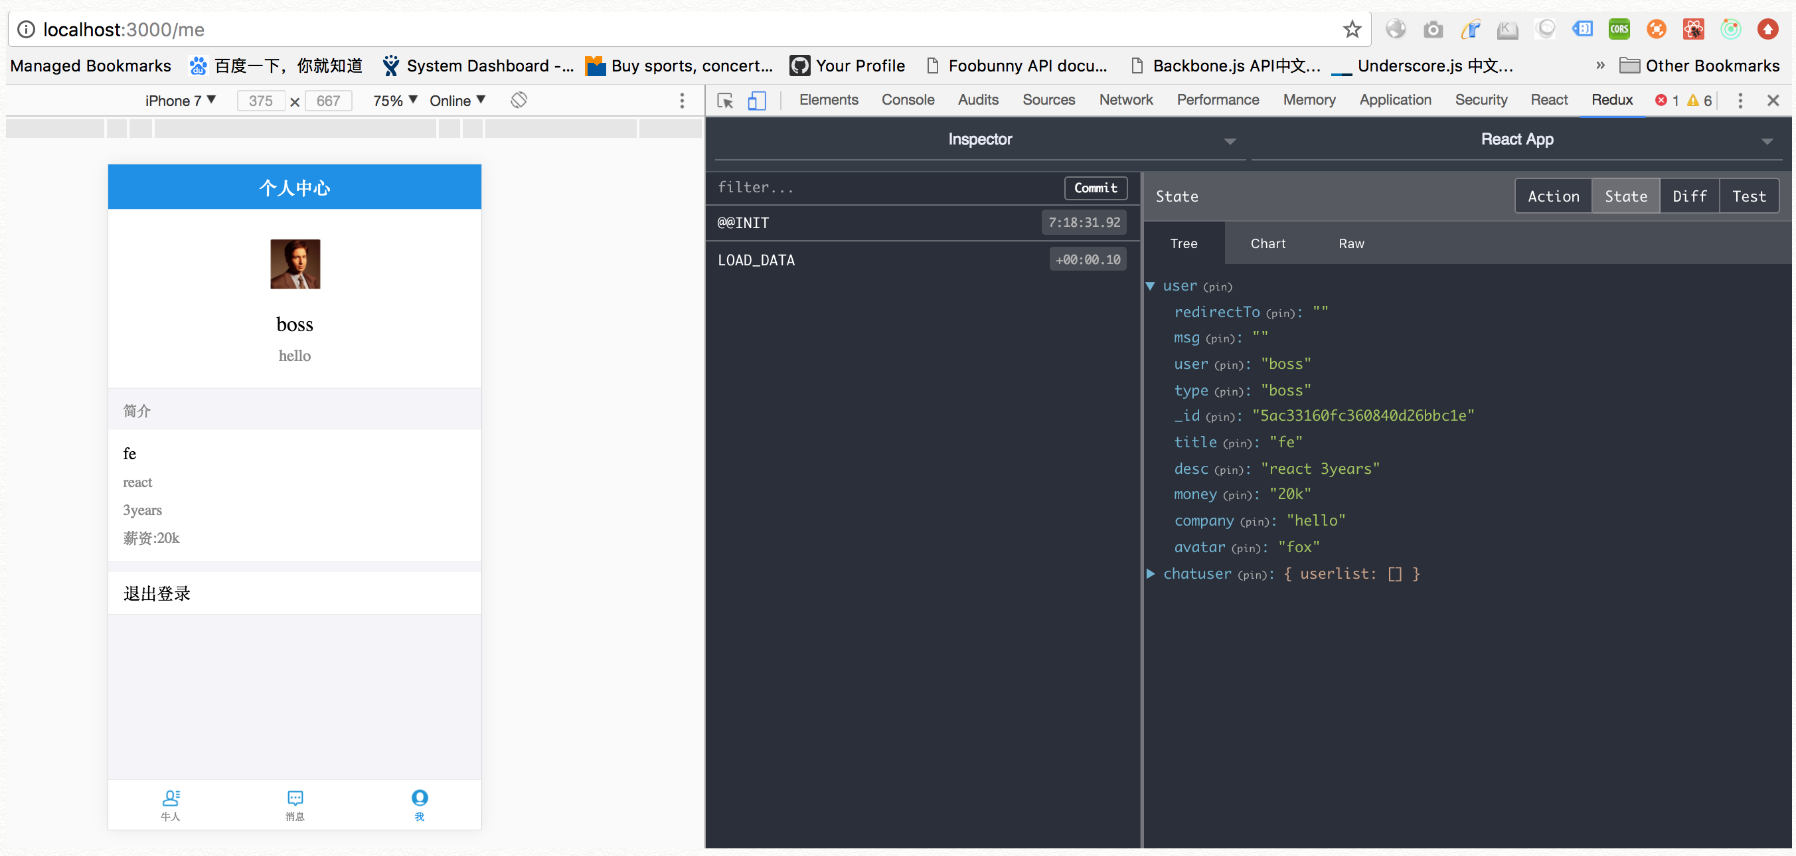 localhost:3000/me
Managed Bookmarks 百度一下，你就知道 System Dashboard -... Buy sports, concert... Your Profile Foobunny API docu... Backbone.js API中文... Underscore.js 中文... » Other Bookmarks
iPhone 7 ▼ 375 × 667 75% ▼ Online ▼
Elements Console Audits Sources Network Performance Memory Application Security React Redux 1 6
Inspector React App
filter... Commit
@@INIT 7:18:31.92
LOAD_DATA +00:00.10
State Action State Diff Test
Tree Chart Raw
user (pin)
redirectTo (pin): ""
msg (pin): ""
user (pin): "boss"
type (pin): "boss"
_id (pin): "5ac33160fc360840d26bbc1e"
title (pin): "fe"
desc (pin): "react 3years"
money (pin): "20k"
company (pin): "hello"
avatar (pin): "fox"
chatuser (pin): { userlist: [] }
个人中心
boss
hello
简介
fe
react
3years
薪资:20k
退出登录
牛人 消息 我
CORS